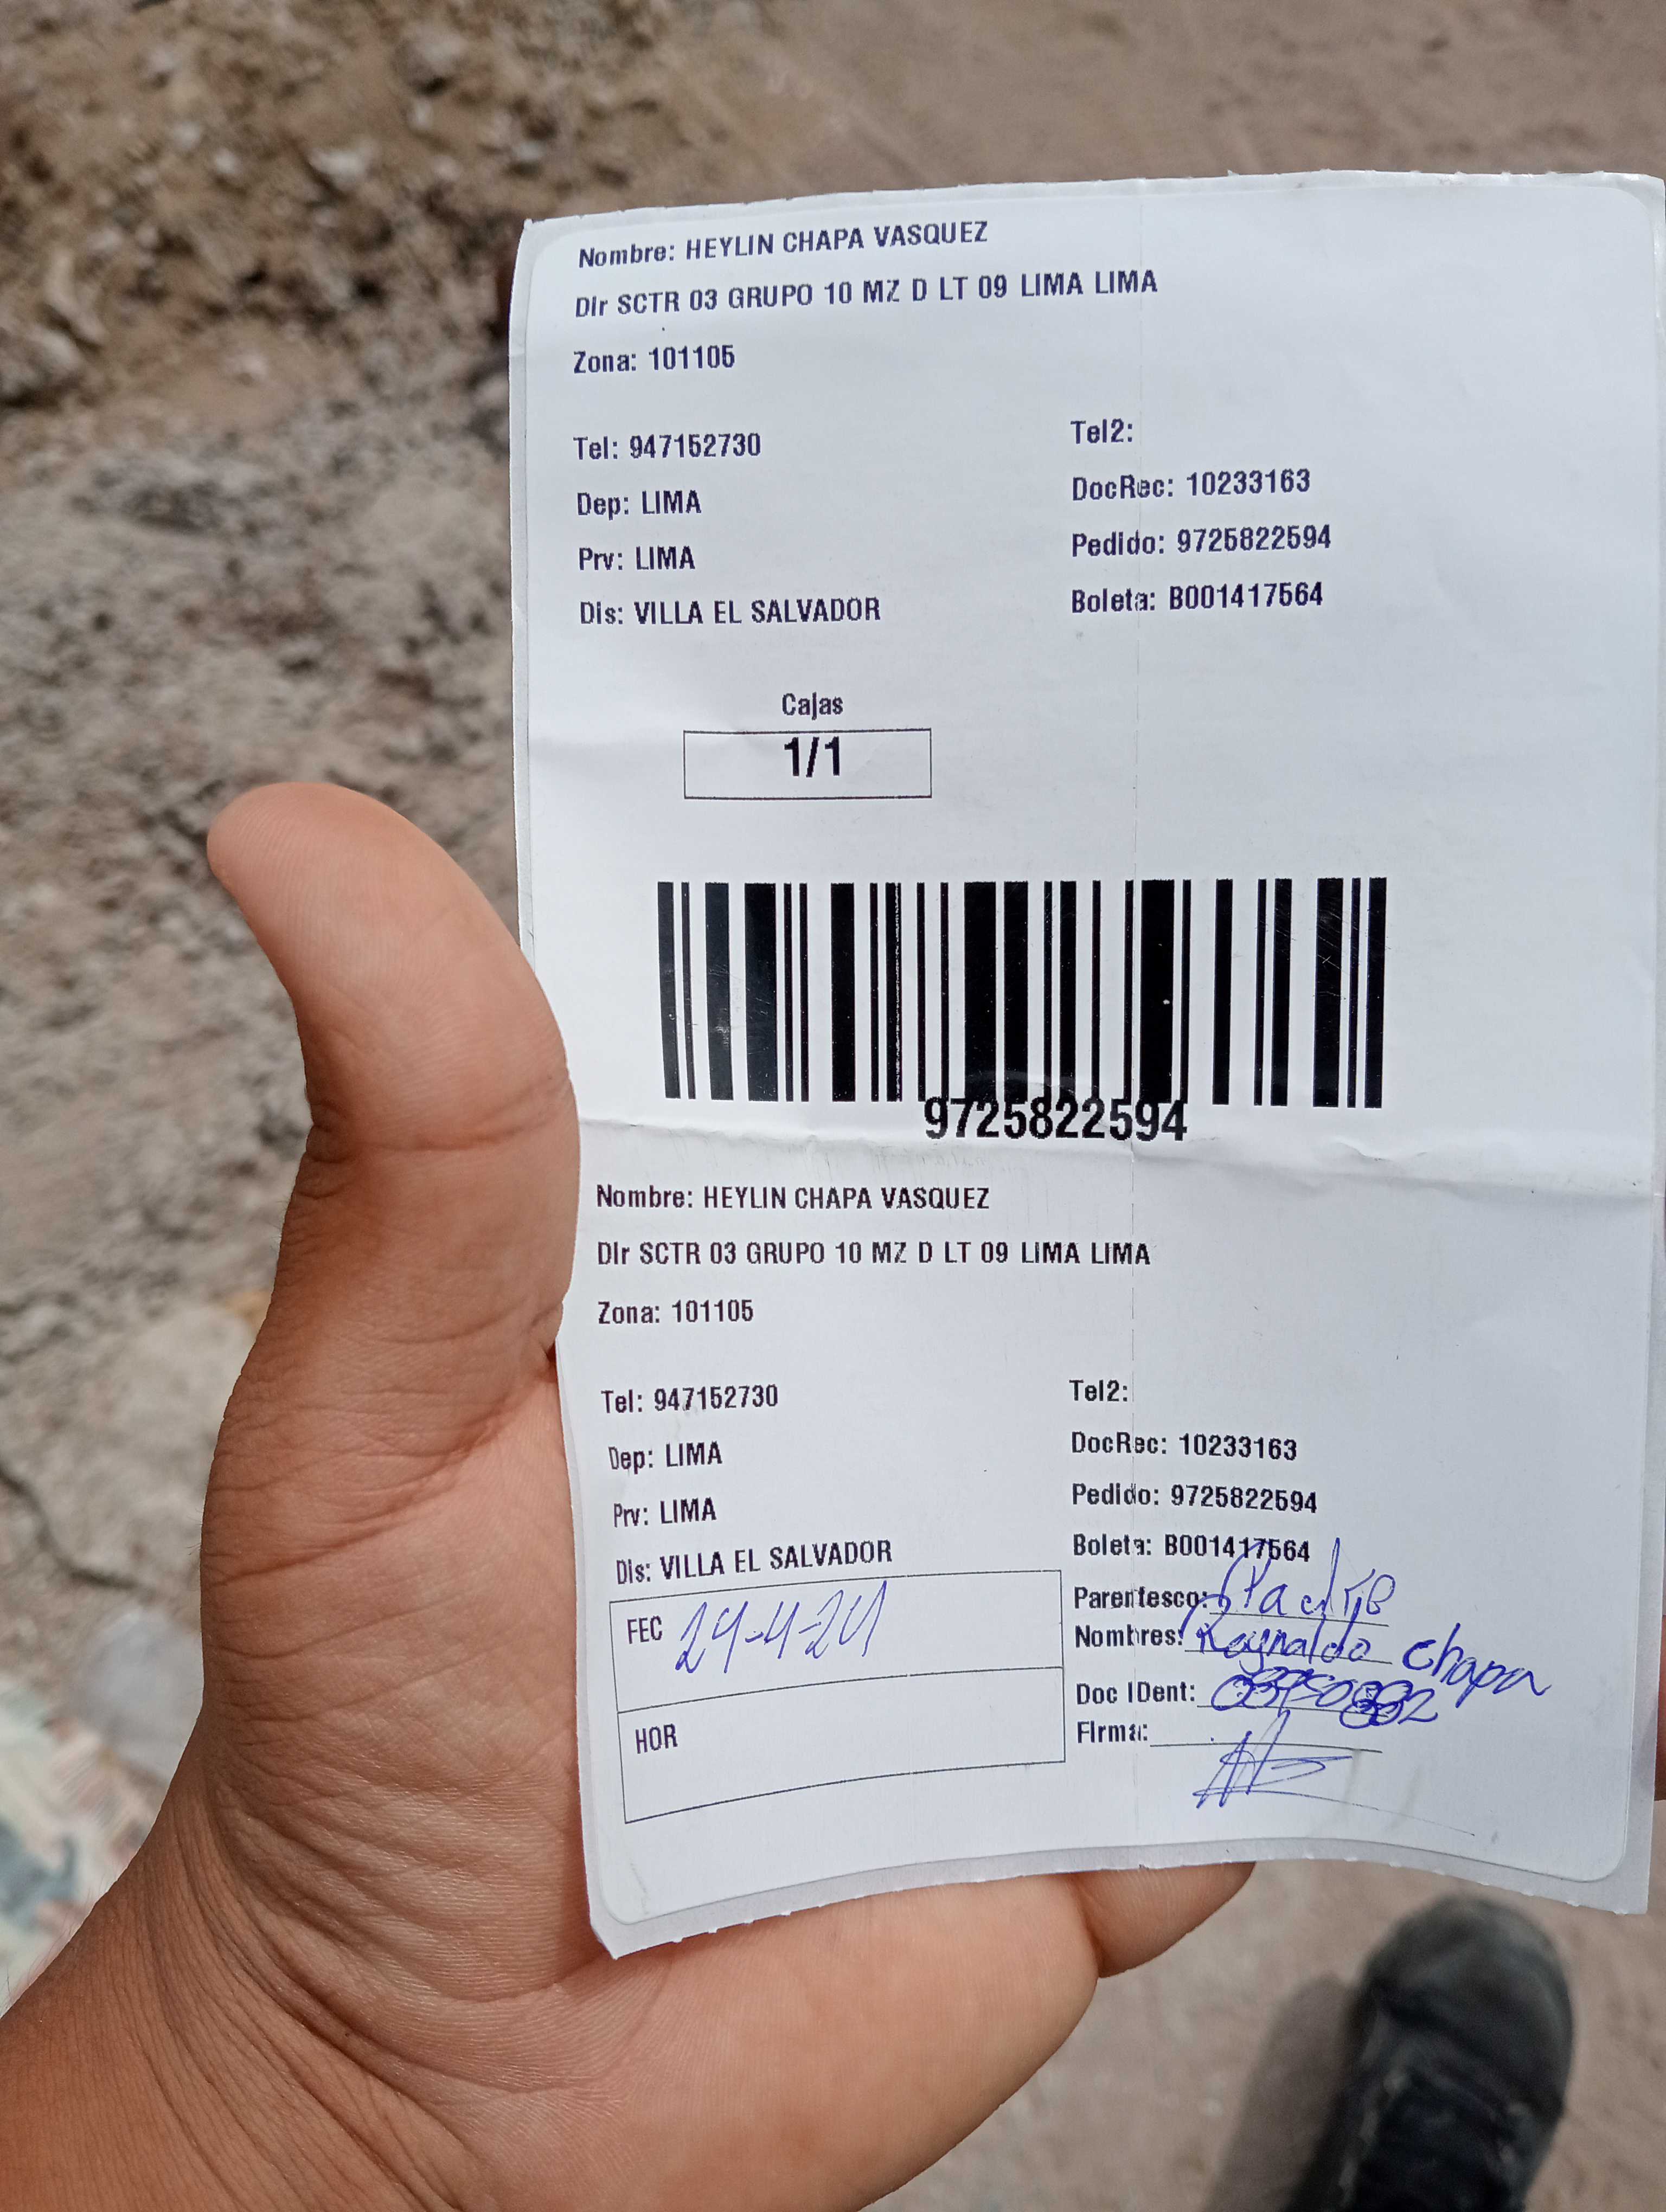 Nombre: HEYLIN CHAPA VASQUEZ
Dir SCTR 03 GRUPO 10 MZ D LT 09 LIMA LIMA
Zona: 101105
Tel: 947152730
Tel2:
Dep: LIMA
DocRec: 10233163
Prv: LIMA
Pedido: 9725822594
Dis: VILLA EL SALVADOR
Boleta: B001417564
Cajas
1/1
9725822594
Nombre: HEYLIN CHAPA VASQUEZ
Dir SCTR 03 GRUPO 10 MZ D LT 09 LIMA LIMA
Zona: 101105
Tel: 947152730
Tel2:
Dep: LIMA
DocRec: 10233163
Prv: LIMA
Pedido: 9725822594
Dis: VILLA EL SALVADOR
Boleta: B001417564
FEC 24-4-24
Parentesco: Padre
Nombres: Reynaldo Chapa
Doc IDent:
HOR
Firma: